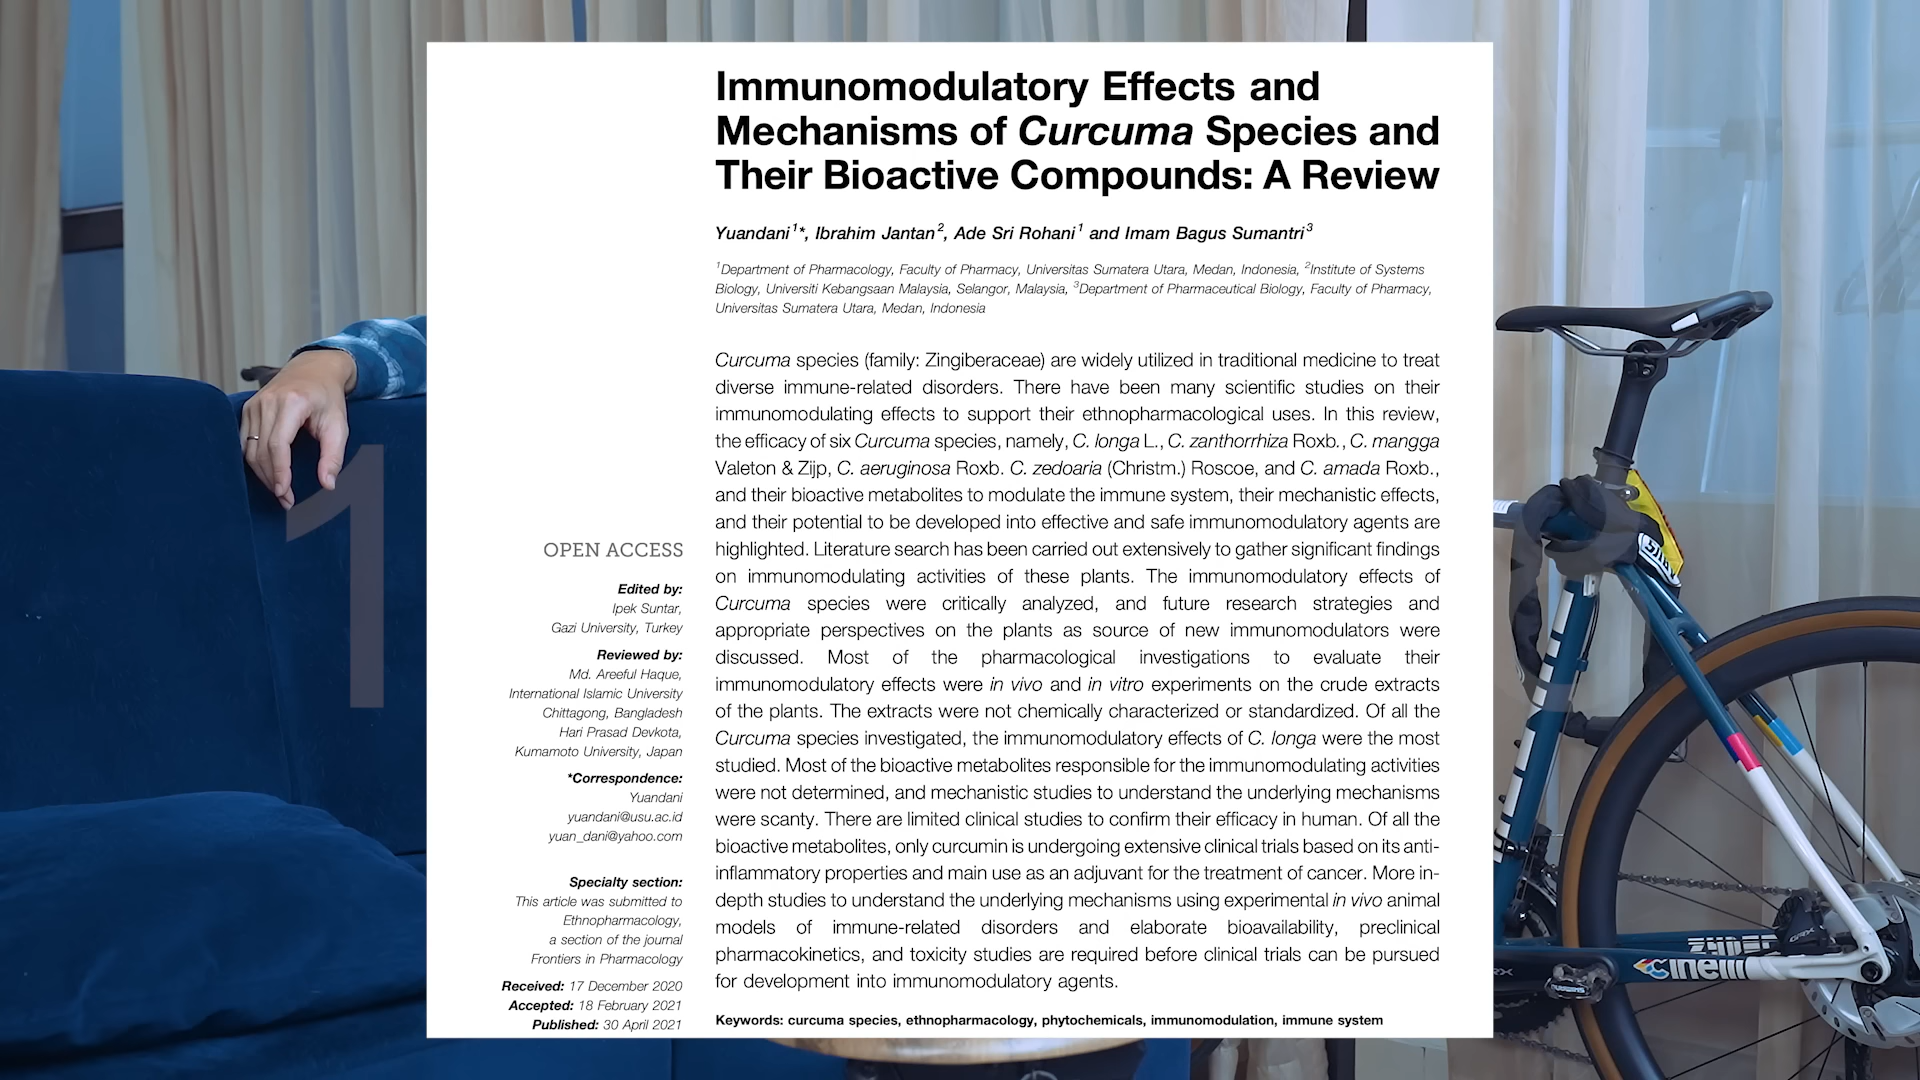 Immunomodulatory Effects and
Mechanisms of Curcuma Species and
Their Bioactive Compounds: A Review
Yuandani1*, Ibrahim Jantan2, Ade Sri Rohani1 and Imam Bagus Sumantri3
1Department of Pharmacology, Faculty of Pharmacy, Universitas Sumatera Utara, Medan, Indonesia, 2Institute of Systems
Biology, Universiti Kebangsaan Malaysia, Selangor, Malaysia, 3Department of Pharmaceutical Biology, Faculty of Pharmacy,
Universitas Sumatera Utara, Medan, Indonesia
Curcuma species (family: Zingiberaceae) are widely utilized in traditional medicine to treat
diverse immune-related disorders. There have been many scientific studies on their
immunomodulating effects to support their ethnopharmacological uses. In this review,
the efficacy of six Curcuma species, namely, C. longa L., C. zanthorrhiza Roxb., C. mangga
Valeton & Zijp, C. aeruginosa Roxb. C. zedoaria (Christm.) Roscoe, and C. amada Roxb.,
and their bioactive metabolites to modulate the immune system, their mechanistic effects,
and their potential to be developed into effective and safe immunomodulatory agents are
highlighted. Literature search has been carried out extensively to gather significant findings
on immunomodulating activities of these plants. The immunomodulatory effects of
Curcuma species were critically analyzed, and future research strategies and
appropriate perspectives on the plants as source of new immunomodulators were
discussed. Most of the pharmacological investigations to evaluate their
immunomodulatory effects were in vivo and in vitro experiments on the crude extracts
of the plants. The extracts were not chemically characterized or standardized. Of all the
Curcuma species investigated, the immunomodulatory effects of C. longa were the most
studied. Most of the bioactive metabolites responsible for the immunomodulating activities
were not determined, and mechanistic studies to understand the underlying mechanisms
were scanty. There are limited clinical studies to confirm their efficacy in human. Of all the
bioactive metabolites, only curcumin is undergoing extensive clinical trials based on its anti-
inflammatory properties and main use as an adjuvant for the treatment of cancer. More in-
depth studies to understand the underlying mechanisms using experimental in vivo animal
models of immune-related disorders and elaborate bioavailability, preclinical
pharmacokinetics, and toxicity studies are required before clinical trials can be pursued
for development into immunomodulatory agents.
Keywords: curcuma species, ethnopharmacology, phytochemicals, immunomodulation, immune system
OPEN ACCESS
Edited by:
Ipek Suntar,
Gazi University, Turkey
Reviewed by:
Md. Areeful Haque,
International Islamic University
Chittagong, Bangladesh
Hari Prasad Devkota,
Kumamoto University, Japan
*Correspondence:
Yuandani
yuandani@usu.ac.id
yuan_dani@yahoo.com
Specialty section:
This article was submitted to
Ethnopharmacology,
a section of the journal
Frontiers in Pharmacology
Received: 17 December 2020
Accepted: 18 February 2021
Published: 30 April 2021
1
cinelli